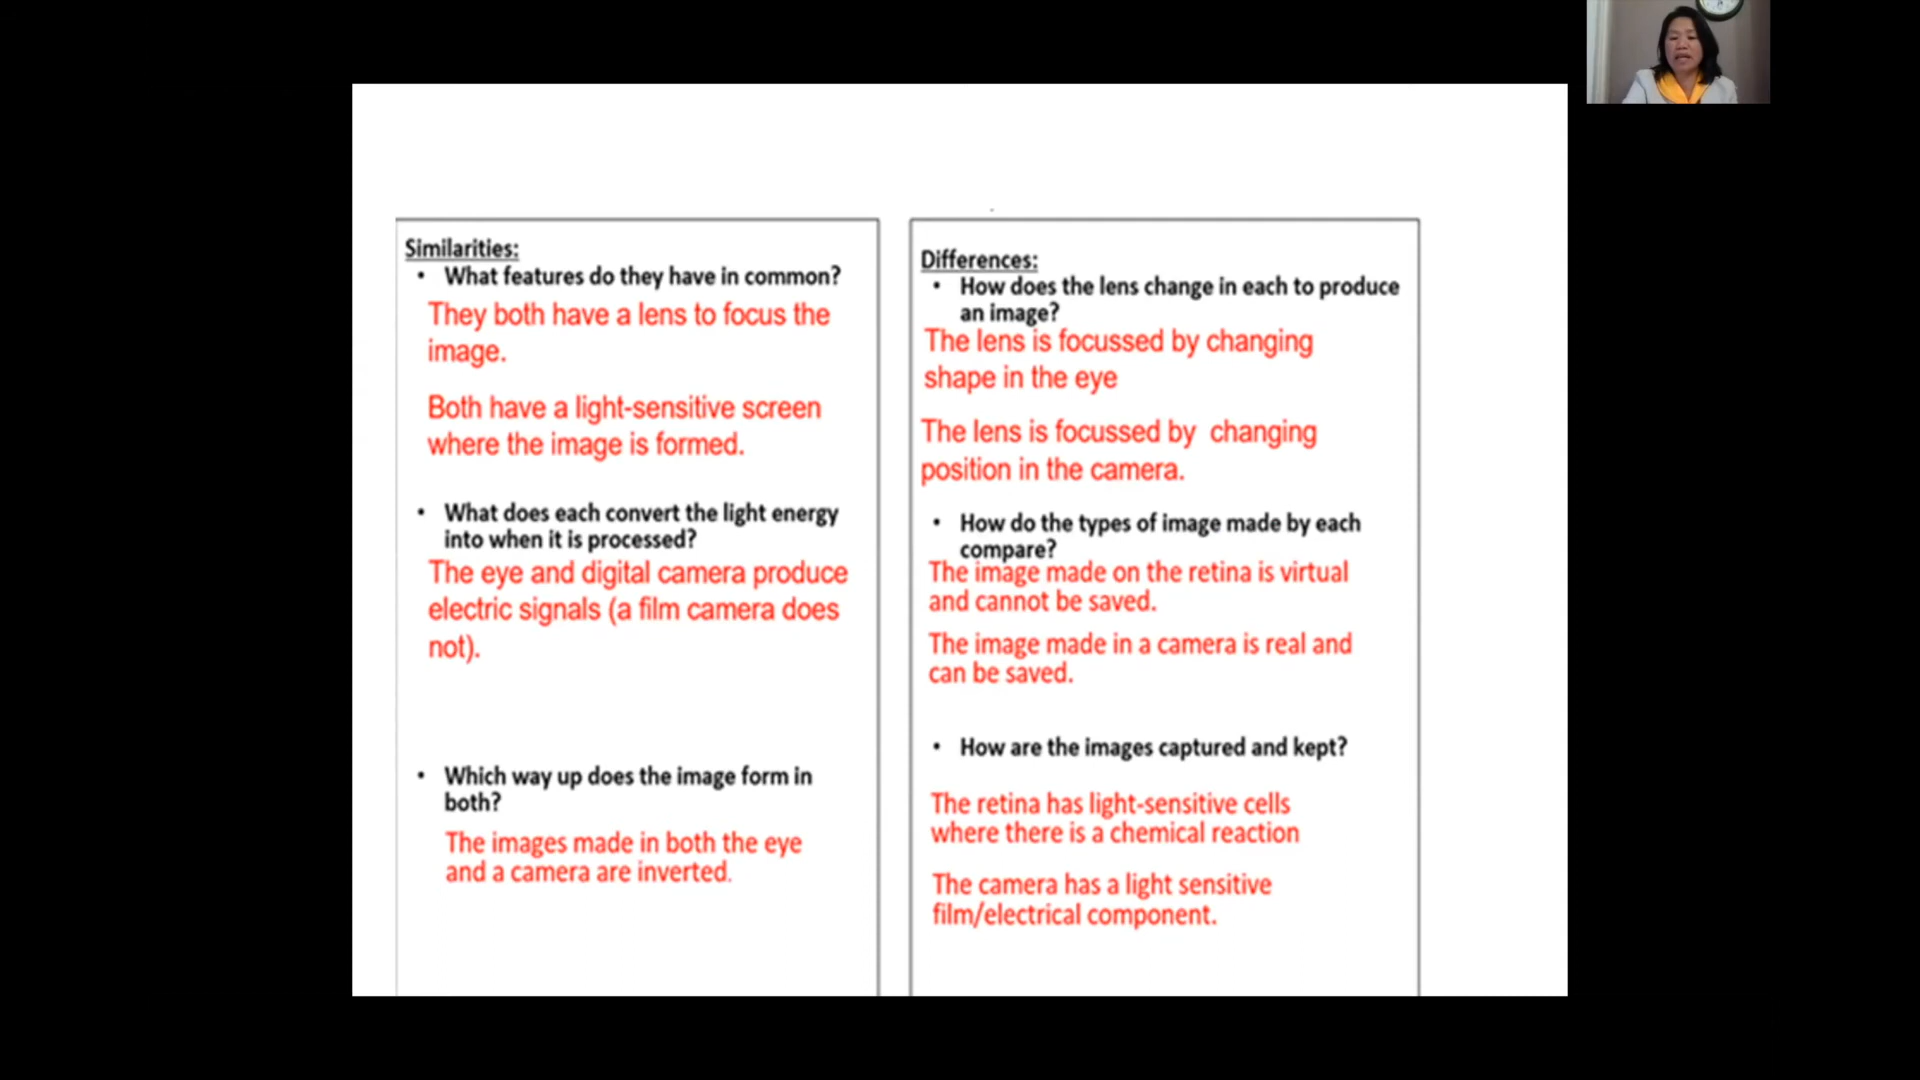 Similarities:
• What features do they have in common?
They both have a lens to focus the
image.
Both have a light-sensitive screen
where the image is formed.
• What does each convert the light energy
into when it is processed?
The eye and digital camera produce
electric signals (a film camera does
not).
• Which way up does the image form in
both?
The images made in both the eye
and a camera are inverted.
Differences:
• How does the lens change in each to produce
an image?
The lens is focussed by changing
shape in the eye
The lens is focussed by changing
position in the camera.
• How do the types of image made by each
compare?
The image made on the retina is virtual
and cannot be saved.
The image made in a camera is real and
can be saved.
• How are the images captured and kept?
The retina has light-sensitive cells
where there is a chemical reaction
The camera has a light sensitive
film/electrical component.